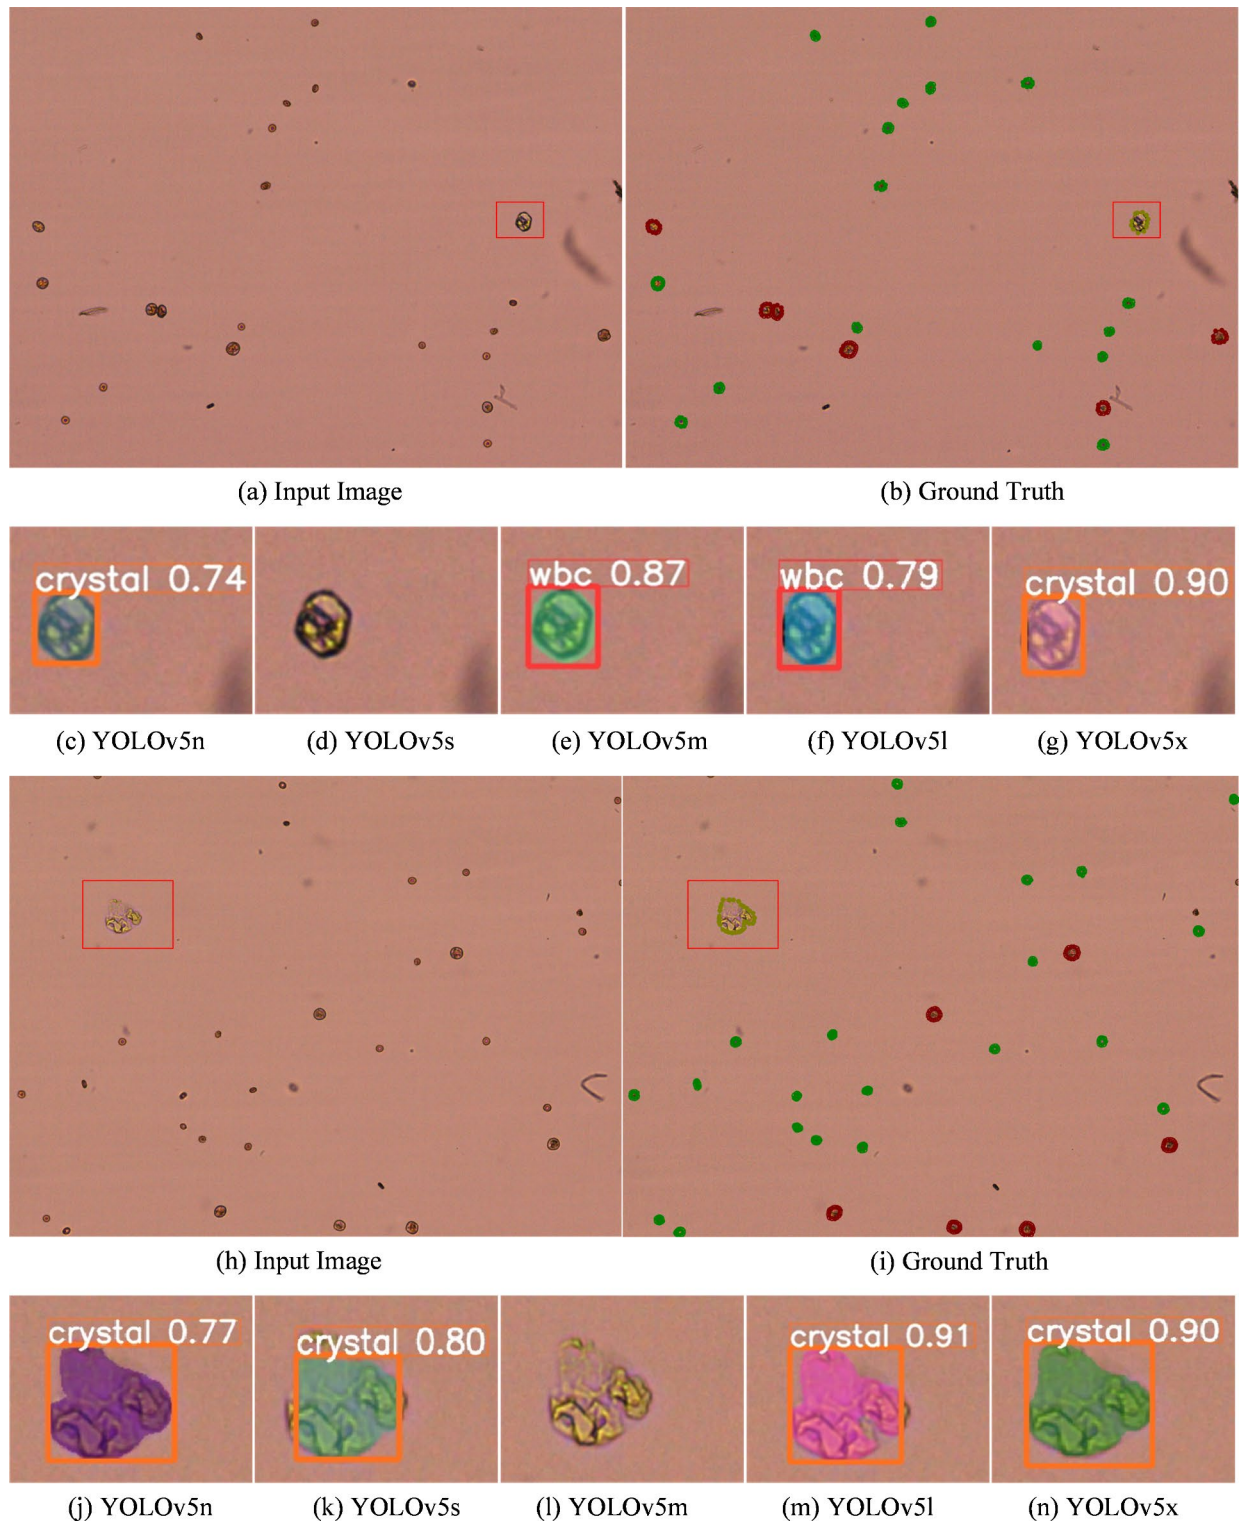 (a) Input Image
(b) Ground Truth
crystal 0.74
wbc 0.87
wbc 0.79
crystal 0.90
(c) YOLOv5n
(d) YOLOv5s
(e) YOLOv5m
(f) YOLOv5l
(g) YOLOv5x
(h) Input Image
(i) Ground Truth
crystal 0.77
crystal 0.80
crystal 0.91
crystal 0.90
(j) YOLOv5n
(k) YOLOv5s
(l) YOLOv5m
(m) YOLOv5l
(n) YOLOv5x